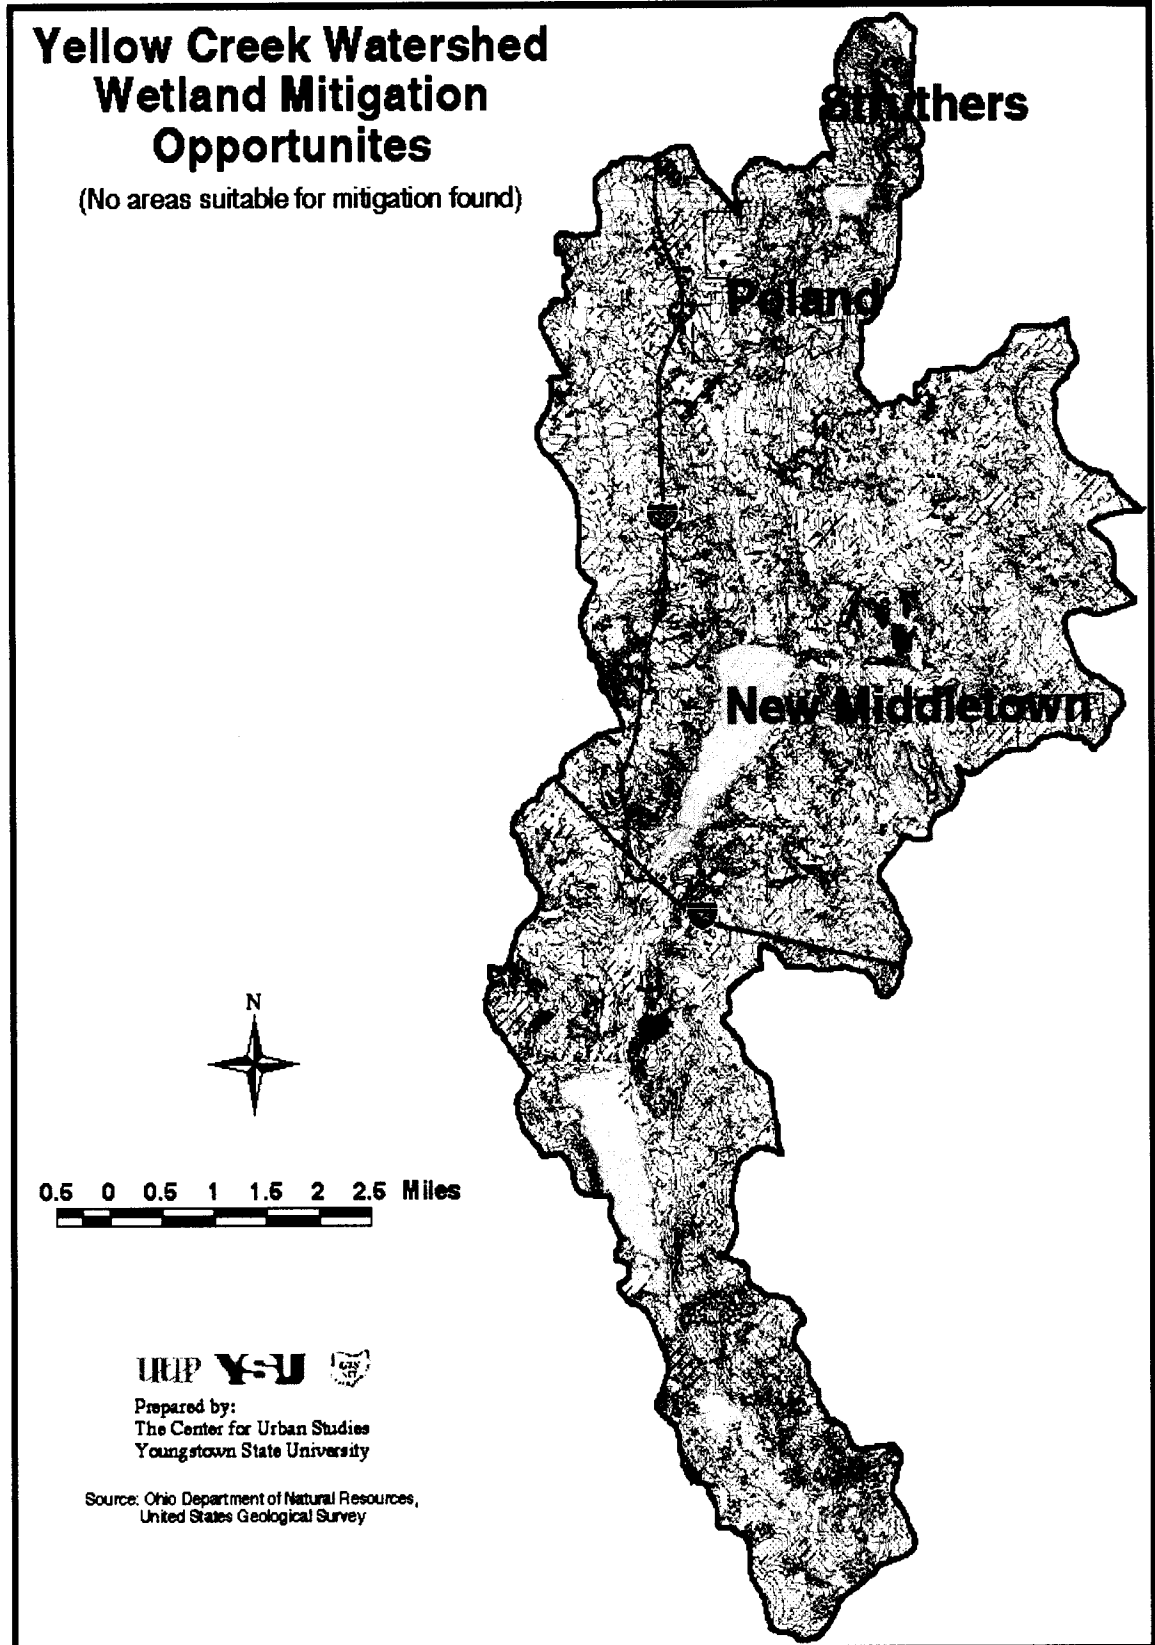 Yellow Creek Watershed
Wetland Mitigation
Opportunites
(No areas suitable for mitigation found)
Struthers
Poland
New Middletown
N
0.5 0 0.5 1 1.5 2 2.5 Miles
UUP YSU
Prepared by:
The Center for Urban Studies
Youngstown State University
Source: Ohio Department of Natural Resources,
United States Geological Survey